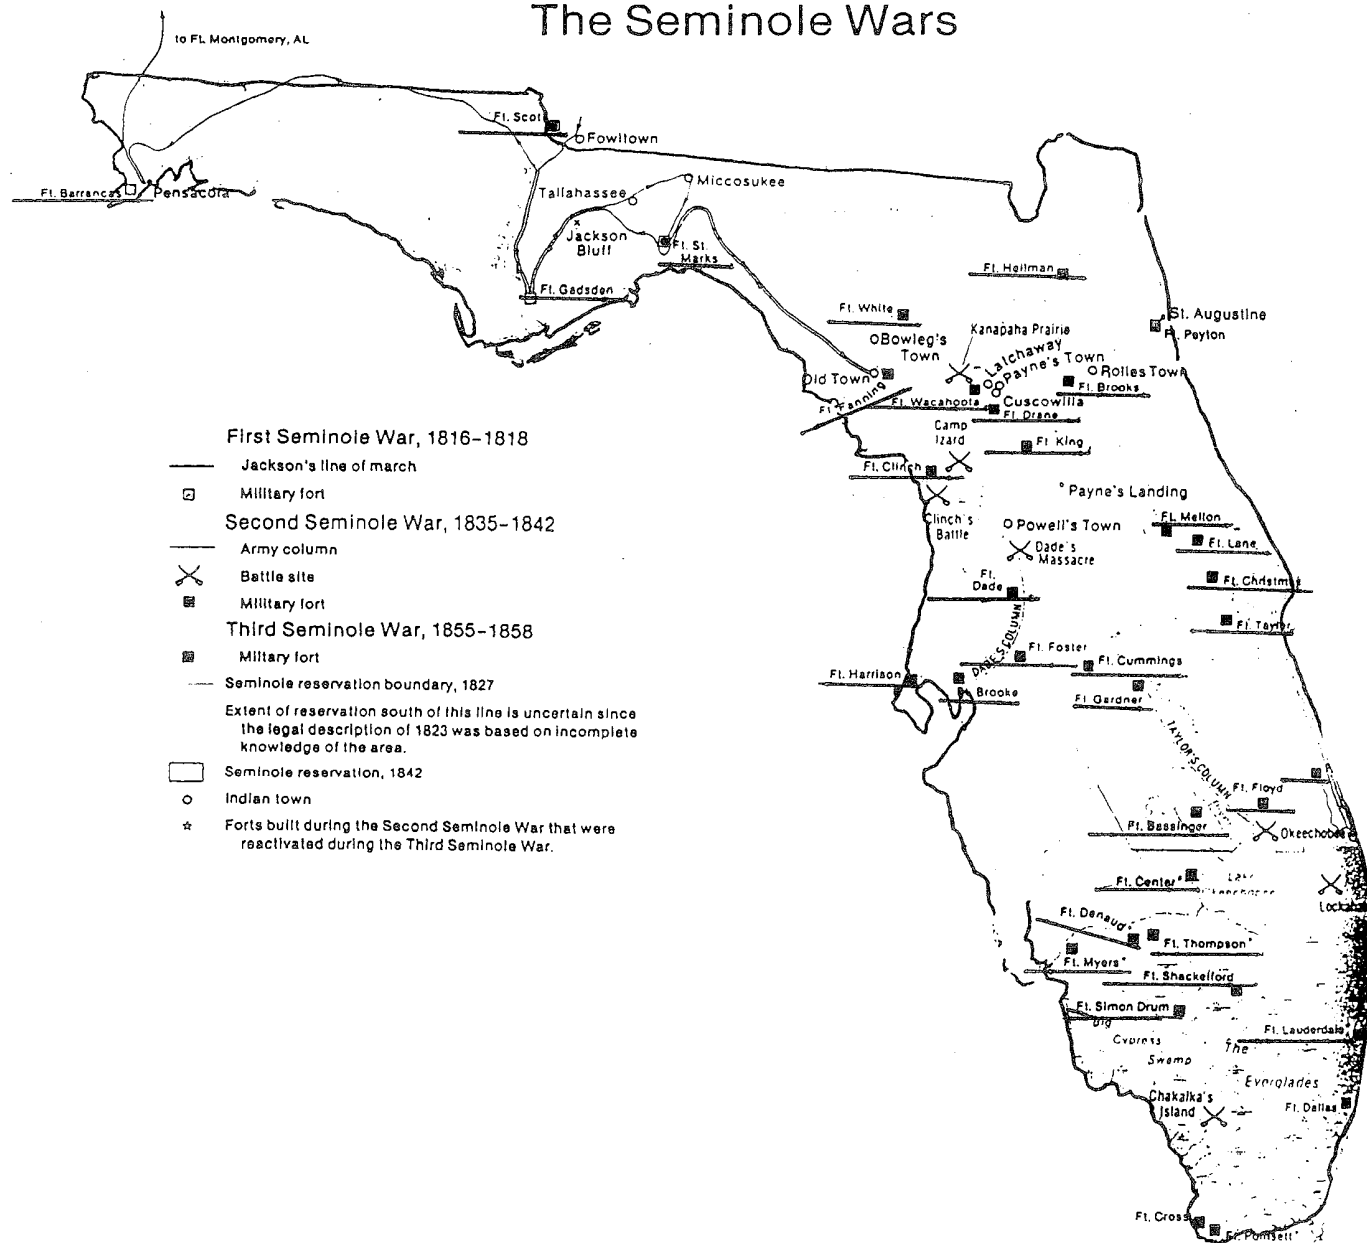 The Seminole Wars
to Ft. Montgomery, AL
Ft. Scott
Fowltown
Ft. Barrancas
Pensacola
Tallahassee
Miccosukee
Jackson
Bluff
Ft. St.
Marks
Ft. Gadsden
Ft. Heilman
Ft. White
St. Augustine
Ft. Peyton
Kanapaha Prairie
Bowleg's
Town
Latchaway
Payne's Town
Rolles Town
Old Town
Ft. Fanning
Ft. Wacahoota
Ft. Brooks
Cuscowilla
Ft. Drane
Camp
Izard
Ft. King
Ft. Clinch
Payne's Landing
Clinch's
Battle
Powell's Town
Ft. Mellon
Ft. Lane
Dade's
Massacre
Ft.
Dade
Ft. Christmas
Ft. Taylor
DADE'S COLUMN
Ft. Foster
Ft. Cummings
Ft. Harrison
Ft. Brooke
Ft. Gardner
TAYLOR'S COLUMN
Ft. Floyd
Ft. Bassinger
Okeechobee
Ft. Center*
Lake
Ft. Denaud*
Ft. Thompson*
Ft. Myers*
Ft. Shackelford
Ft. Simon Drum
Big
Cypress
Swamp
Ft. Lauderdale
The
Everglades
Chakaika's
Island
Ft. Dallas
Ft. Cross
Ft. Poinsett
First Seminole War, 1816-1818
Jackson's line of march
Military fort
Second Seminole War, 1835-1842
Army column
Battle site
Military fort
Third Seminole War, 1855-1858
Military fort
Seminole reservation boundary, 1827
Extent of reservation south of this line is uncertain since
the legal description of 1823 was based on incomplete
knowledge of the area.
Seminole reservation, 1842
Indian town
Forts built during the Second Seminole War that were
reactivated during the Third Seminole War.